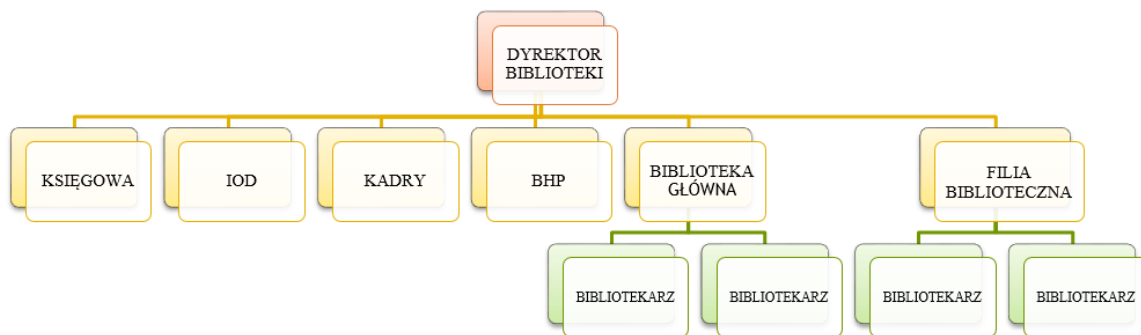 DYREKTOR
BIBLIOTEKI
KSIĘGOWA
IOD
KADRY
BHP
BIBLIOTEKA
GŁÓWNA
FILIA
BIBLIOTECZNA
BIBLIOTEKARZ
BIBLIOTEKARZ
BIBLIOTEKARZ
BIBLIOTEKARZ